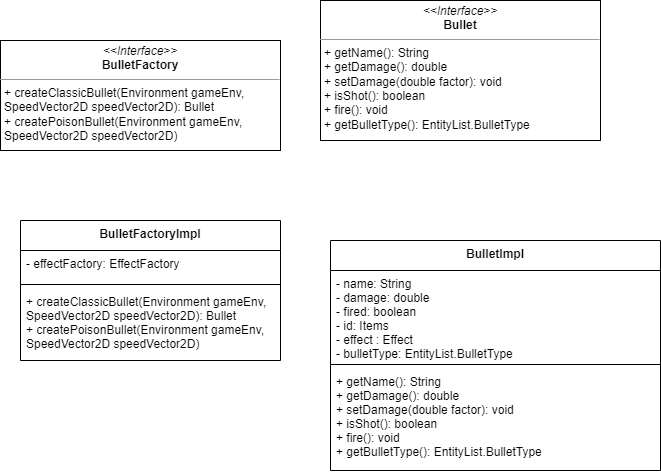 <<Interface>>
BulletFactory
+ createClassicBullet(Environment gameEnv,
SpeedVector2D speedVector2D): Bullet
+ createPoisonBullet(Environment gameEnv,
SpeedVector2D speedVector2D)
<<Interface>>
Bullet
+ getName(): String
+ getDamage(): double
+ setDamage(double factor): void
+ isShot(): boolean
+ fire(): void
+ getBulletType(): EntityList.BulletType
BulletFactoryImpl
- effectFactory: EffectFactory
+ createClassicBullet(Environment gameEnv,
SpeedVector2D speedVector2D): Bullet
+ createPoisonBullet(Environment gameEnv,
SpeedVector2D speedVector2D)
BulletImpl
- name: String
- damage: double
- fired: boolean
- id: Items
- effect : Effect
- bulletType: EntityList.BulletType
+ getName(): String
+ getDamage(): double
+ setDamage(double factor): void
+ isShot(): boolean
+ fire(): void
+ getBulletType(): EntityList.BulletType